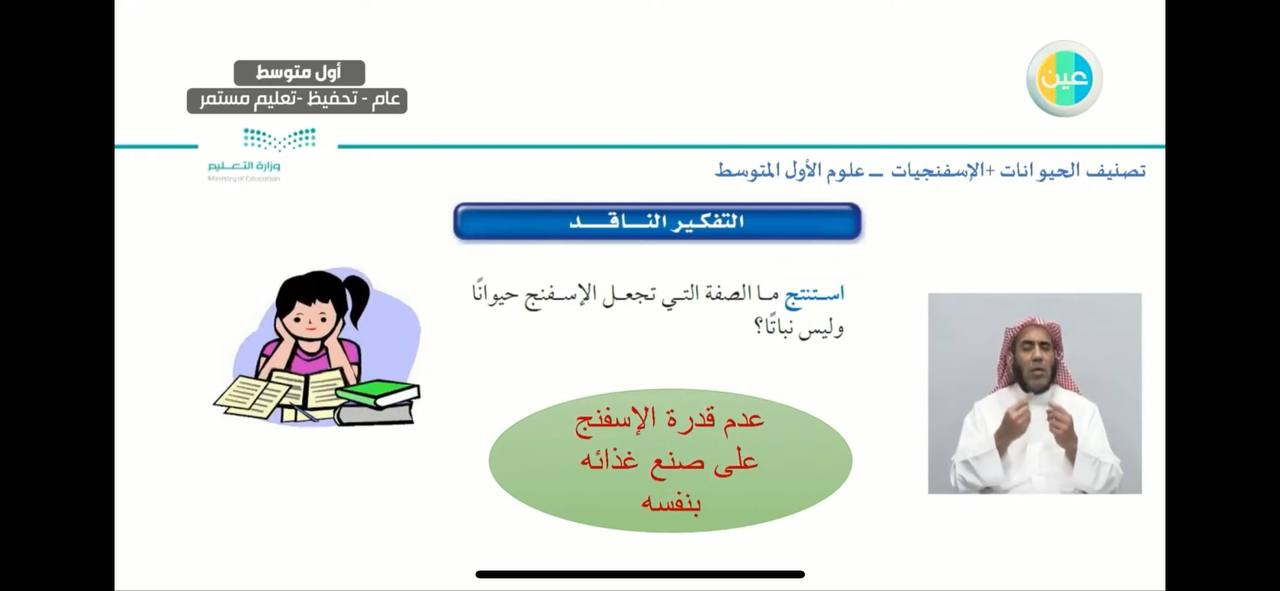 أول متوسط
عام - تحفيظ -تعليم مستمر
عين
وزارة التعليم
Ministry of Education
تصنيف الحيوانات +الإسفنجيات – علوم الأول المتوسط
التفكير الناقد
استنتج ما الصفة التي تجعل الإسفنج حيوانًا
وليس نباتًا؟
عدم قدرة الإسفنج
على صنع غذائه
بنفسه